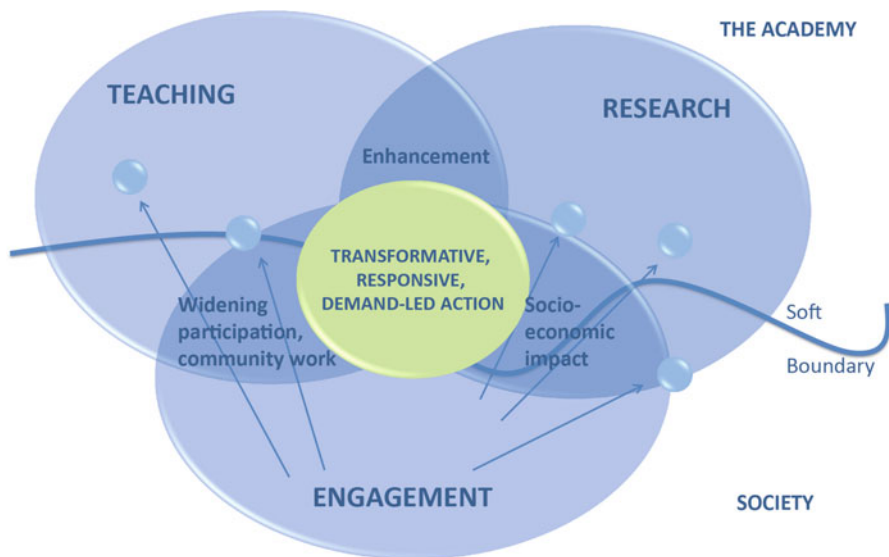 THE ACADEMY
TEACHING
RESEARCH
Enhancement
TRANSFORMATIVE,
RESPONSIVE,
DEMAND-LED ACTION
Widening
participation,
community work
Socio-
economic
impact
Soft
Boundary
ENGAGEMENT
SOCIETY